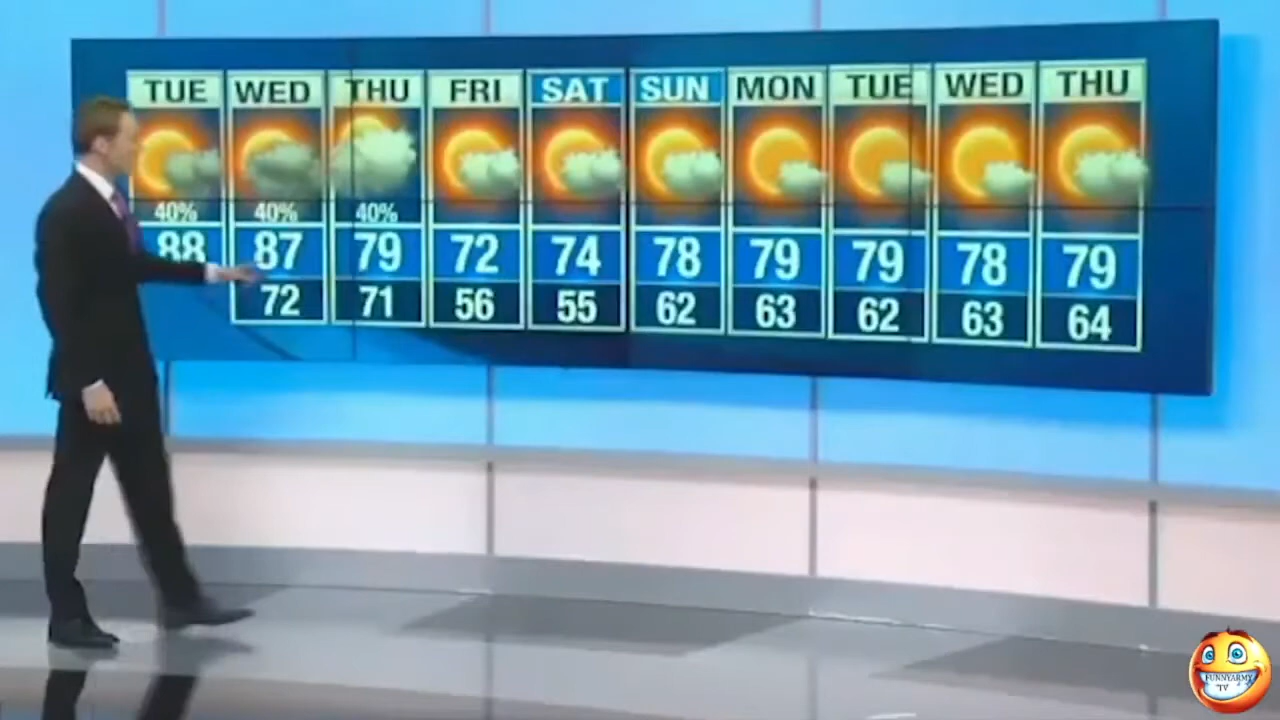 TUE WED THU FRI SAT SUN MON TUE WED THU
40% 40% 40%
88 87 79 72 74 78 79 79 78 79
72 71 56 55 62 63 62 63 64
FUNNYARMY
TV